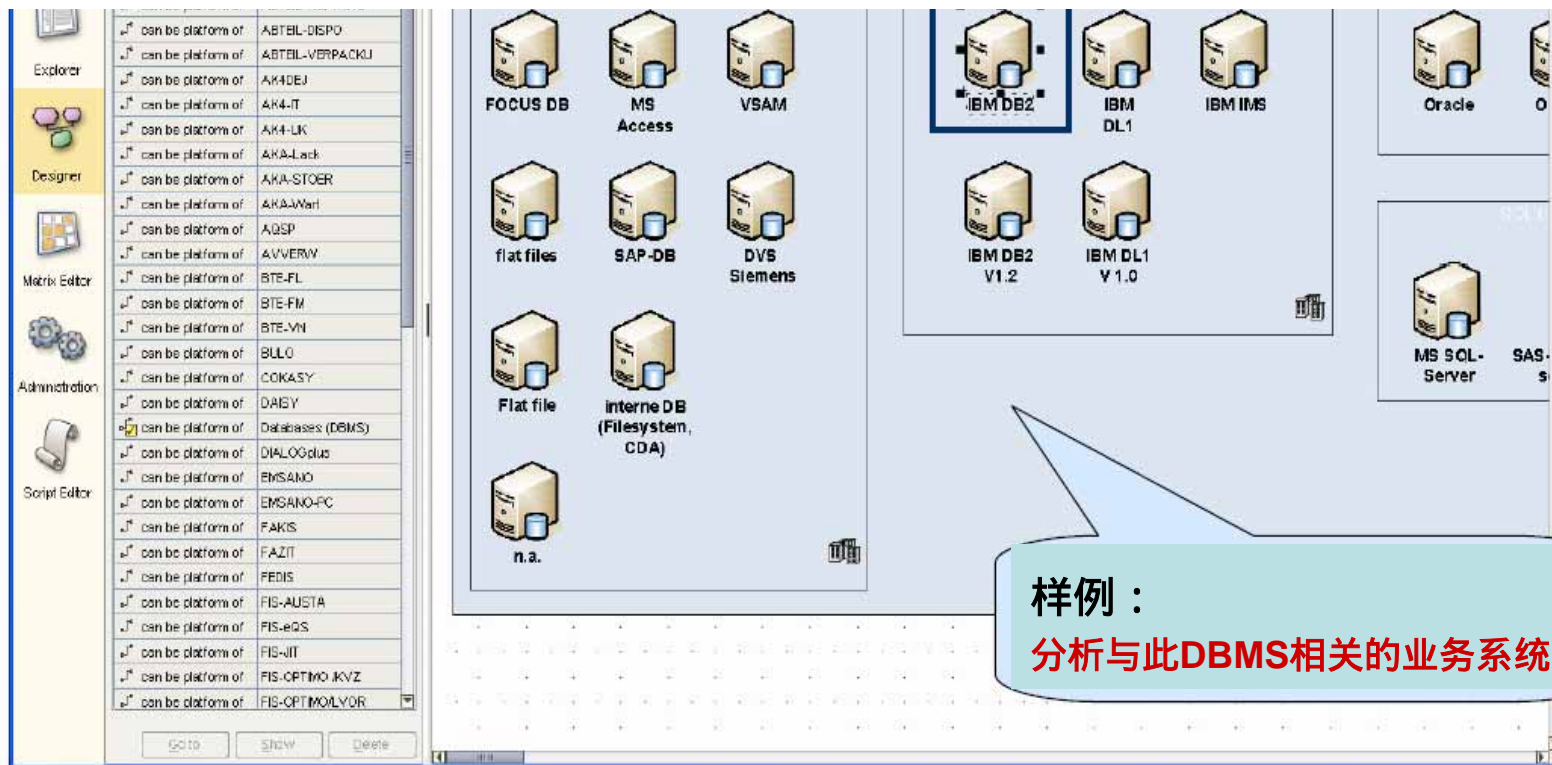 Explorer
Designer
Matrix Editor
Administration
Script Editor
can be platform of ABTEIL-DISPO
can be platform of ABTEIL-VERPACKU
can be platform of AK4DEJ
can be platform of AK4-IT
can be platform of AK4-LK
can be platform of AKA-Lack
can be platform of AKA-STOER
can be platform of AKA-Wart
can be platform of AQSP
can be platform of AVVERW
can be platform of BTE-FL
can be platform of BTE-FM
can be platform of BTE-VN
can be platform of BULO
can be platform of COKASY
can be platform of DAISY
can be platform of Databases (DBMS)
can be platform of DIALOGplus
can be platform of EMSANO
can be platform of EMSANO-PC
can be platform of FAKIS
can be platform of FAZIT
can be platform of FEDIS
can be platform of FIS-AUSTA
can be platform of FIS-eQS
can be platform of FIS-JIT
can be platform of
can be platform of FIS-OPTIMO/LVOR
Go to
Show
Delete
FOCUS DB
MS
Access
VSAM
flat files
SAP-DB
DVS
Siemens
Flat file
interne DB
(Filesystem,
CDA)
n.a.
IBM DB2
IBM
DL1
IBM IMS
IBM DB2
V1.2
IBM DL1
V 1.0
Oracle
O
MS SQL-
Server
SAS-
s
样例：
分析与此DBMS相关的业务系统